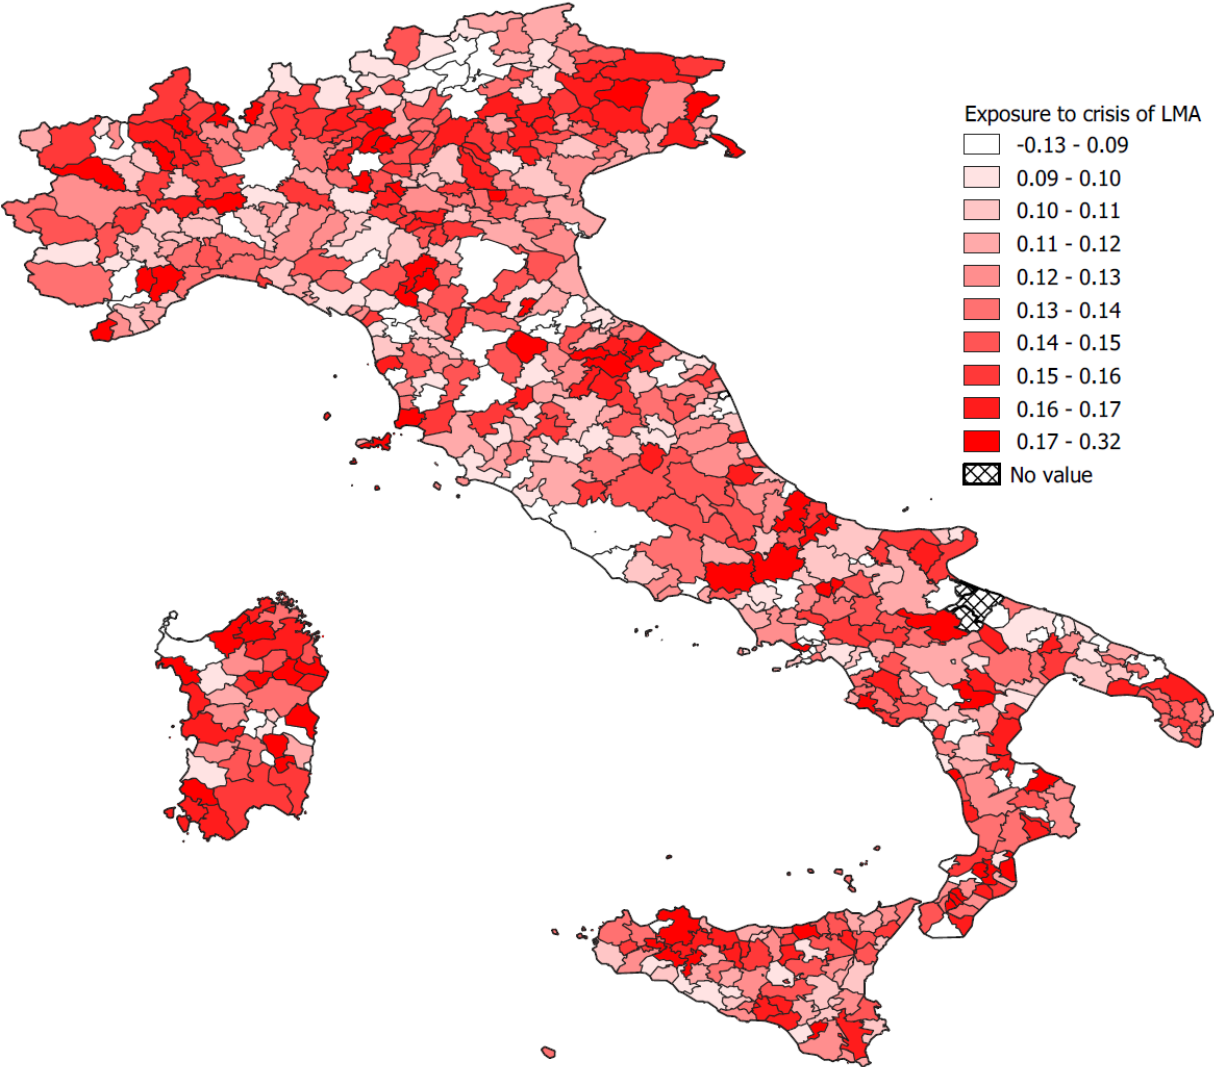 Exposure to crisis of LMA
-0.13 - 0.09
0.09 - 0.10
0.10 - 0.11
0.11 - 0.12
0.12 - 0.13
0.13 - 0.14
0.14 - 0.15
0.15 - 0.16
0.16 - 0.17
0.17 - 0.32
No value